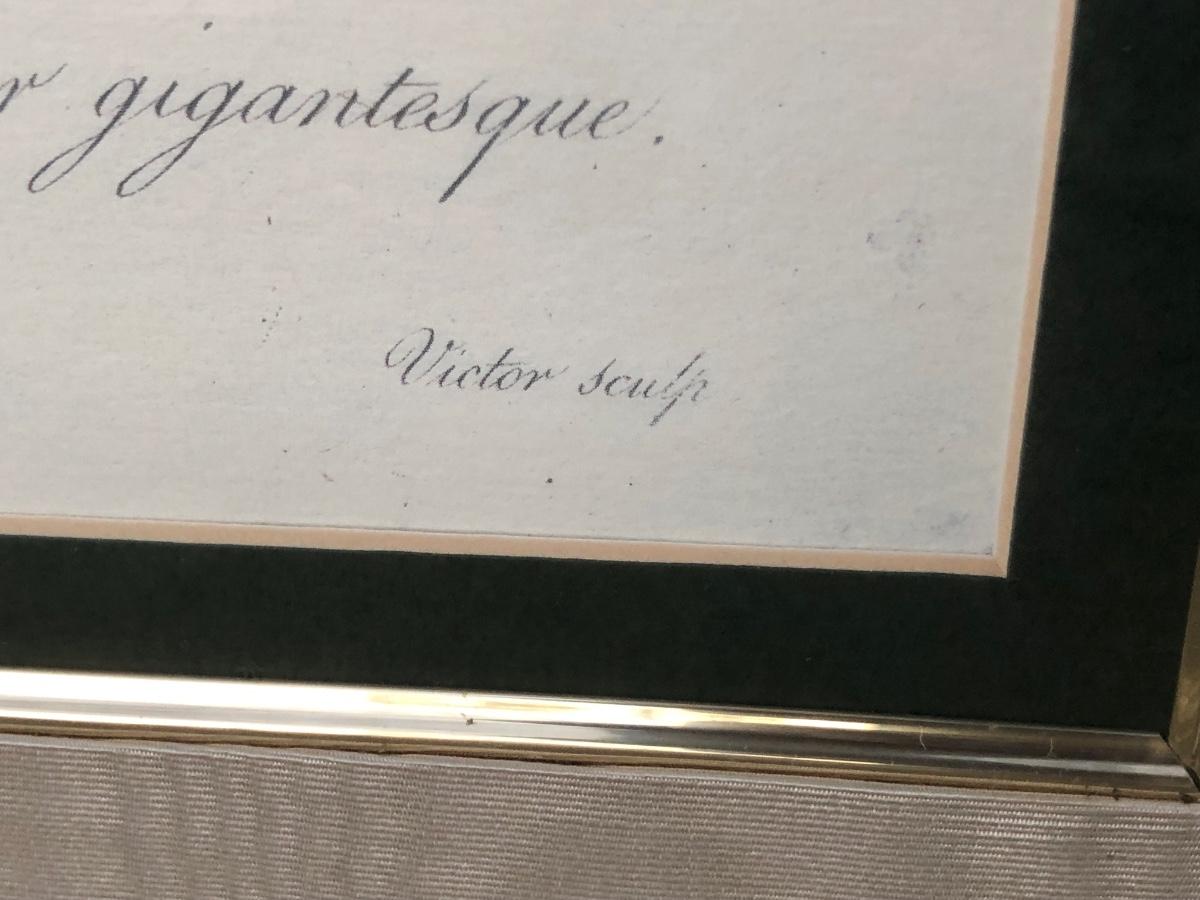 r gigantesque.
Victor sculp